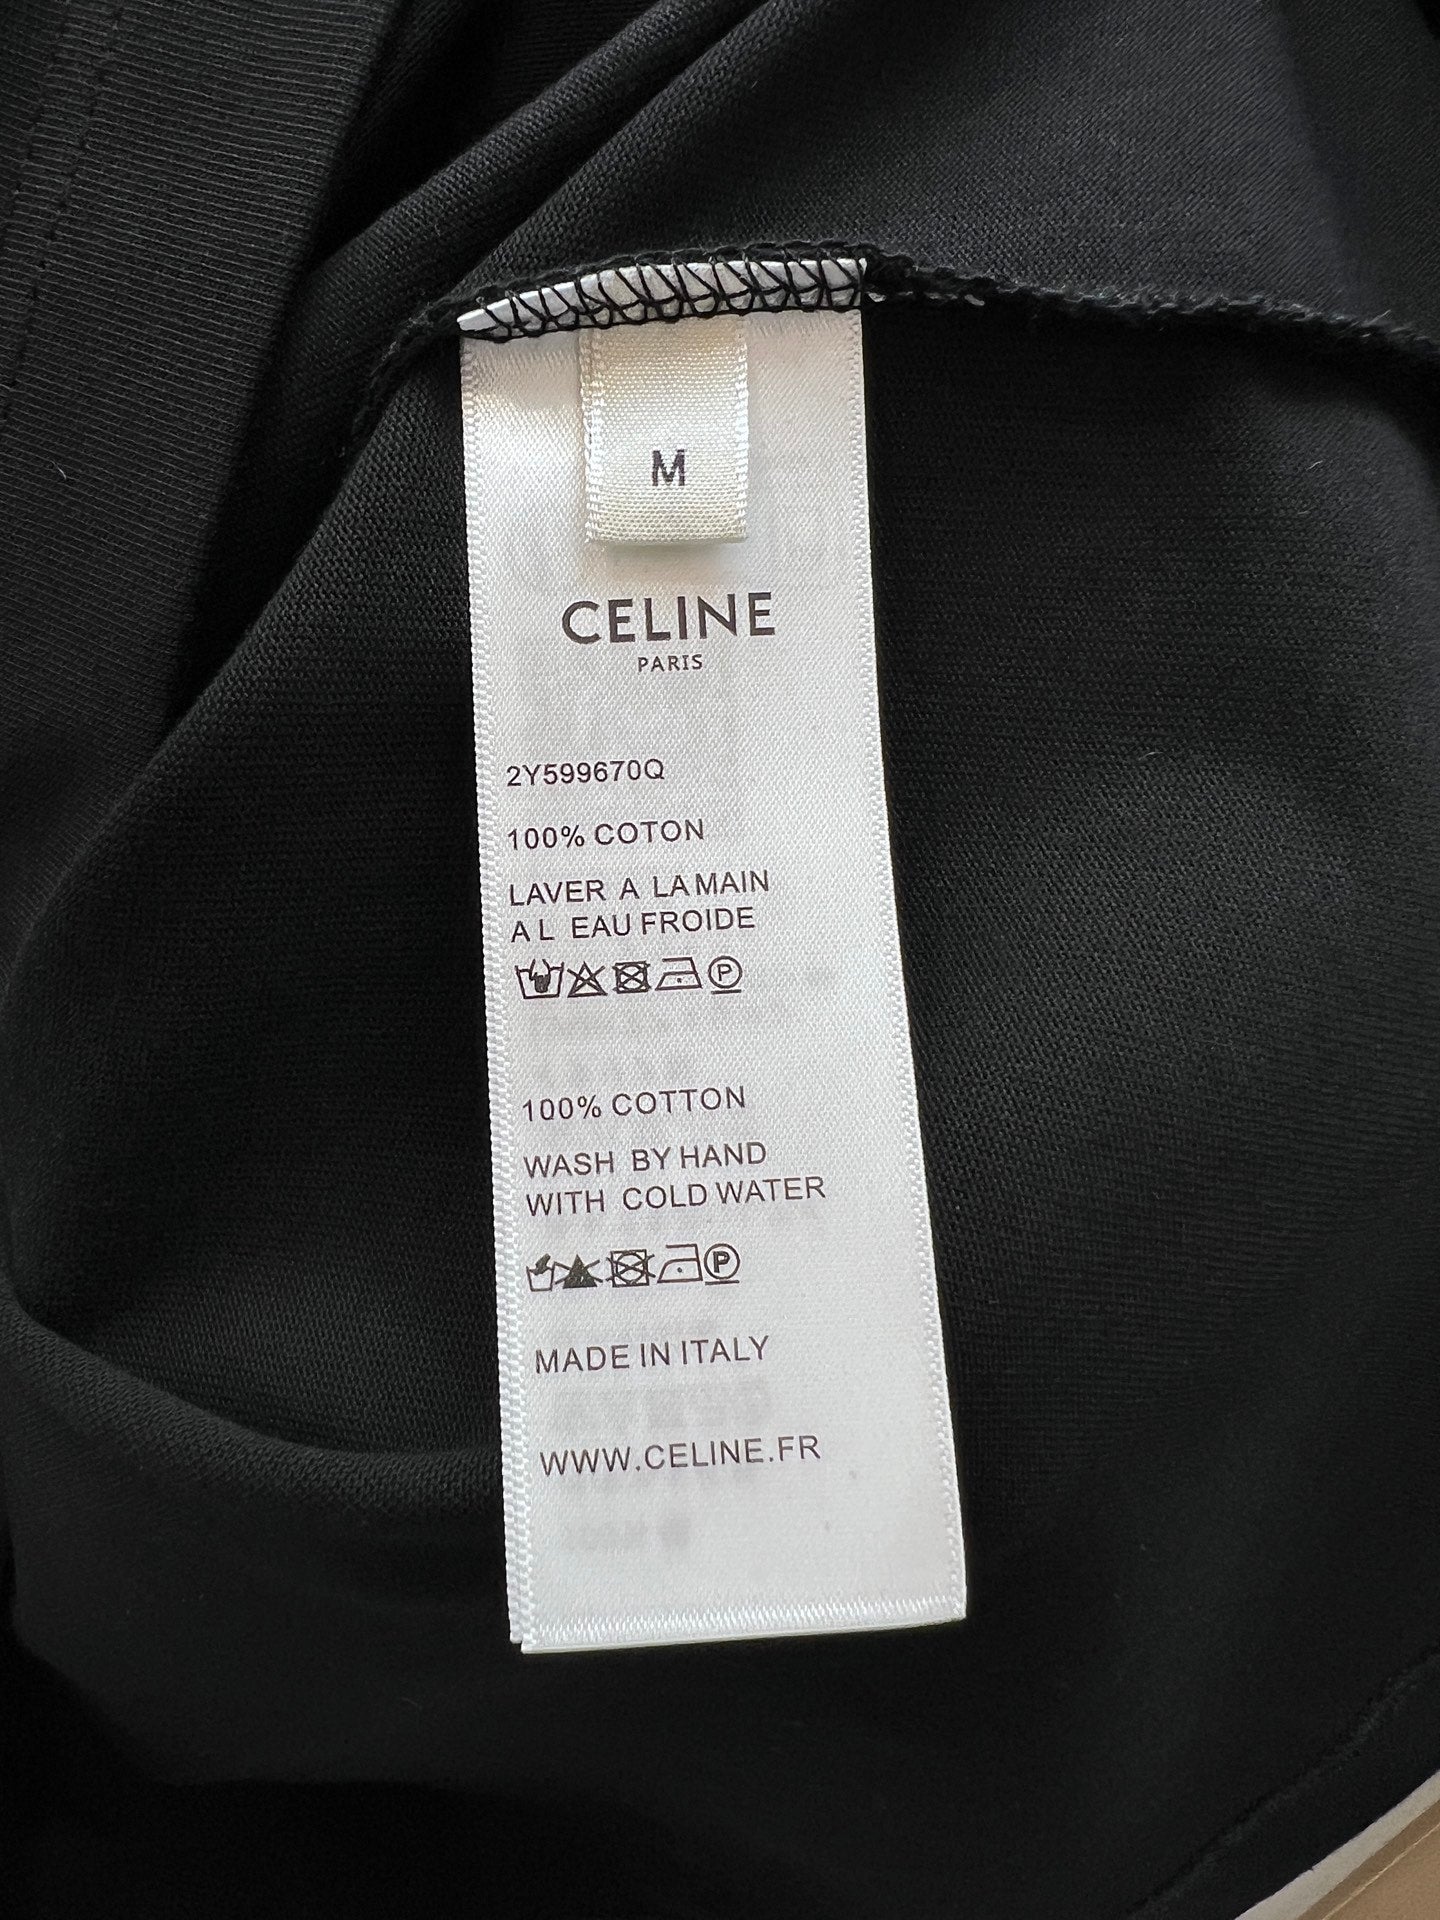 M
CELINE
PARIS
2Y599670Q
100% COTON
LAVER A LA MAIN
A L EAU FROIDE
P
100% COTTON
WASH BY HAND
WITH COLD WATER
P
MADE IN ITALY
WWW.CELINE.FR